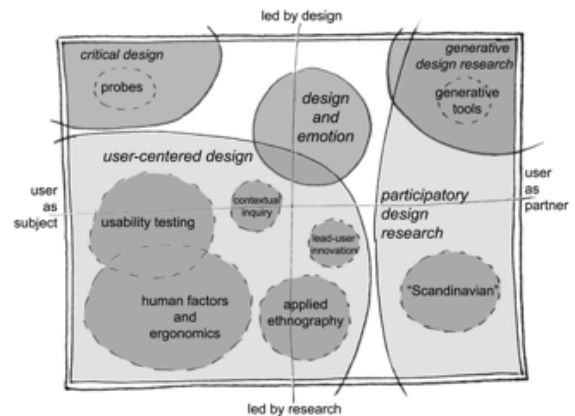 led by design
critical design
probes
generative
design research
generative
tools
design
and
emotion
user-centered design
user
as
subject
user
as
partner
contextual
inquiry
participatory
design
research
usability testing
lead-user
innovation
"Scandinavian"
human factors
and
ergonomics
applied
ethnography
led by research